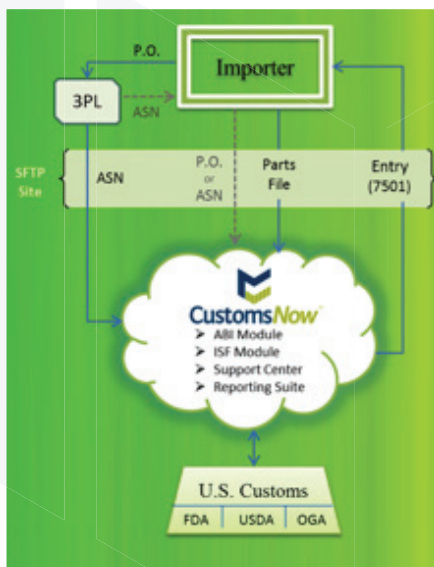 P.O.
Importer
3PL
ASN
SFTP
Site
ASN
P.O.
or
ASN
Parts
File
Entry
(7501)
CustomsNow™
➢ ABI Module
➢ ISF Module
➢ Support Center
➢ Reporting Suite
U.S. Customs
FDA USDA OGA